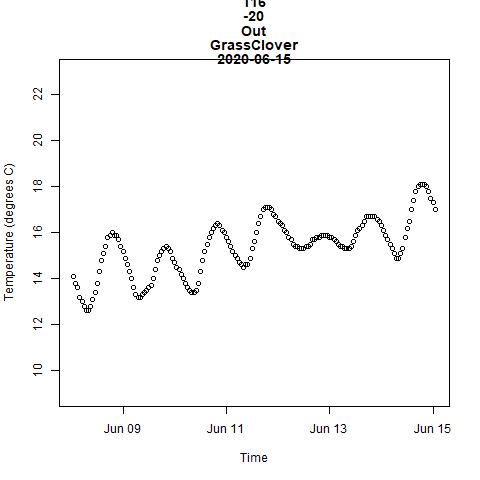 T16
-20
Out
GrassClover
2020-06-15
Temperature (degrees C)
22
20
18
16
14
12
10
Jun 09
Jun 11
Jun 13
Jun 15
Time